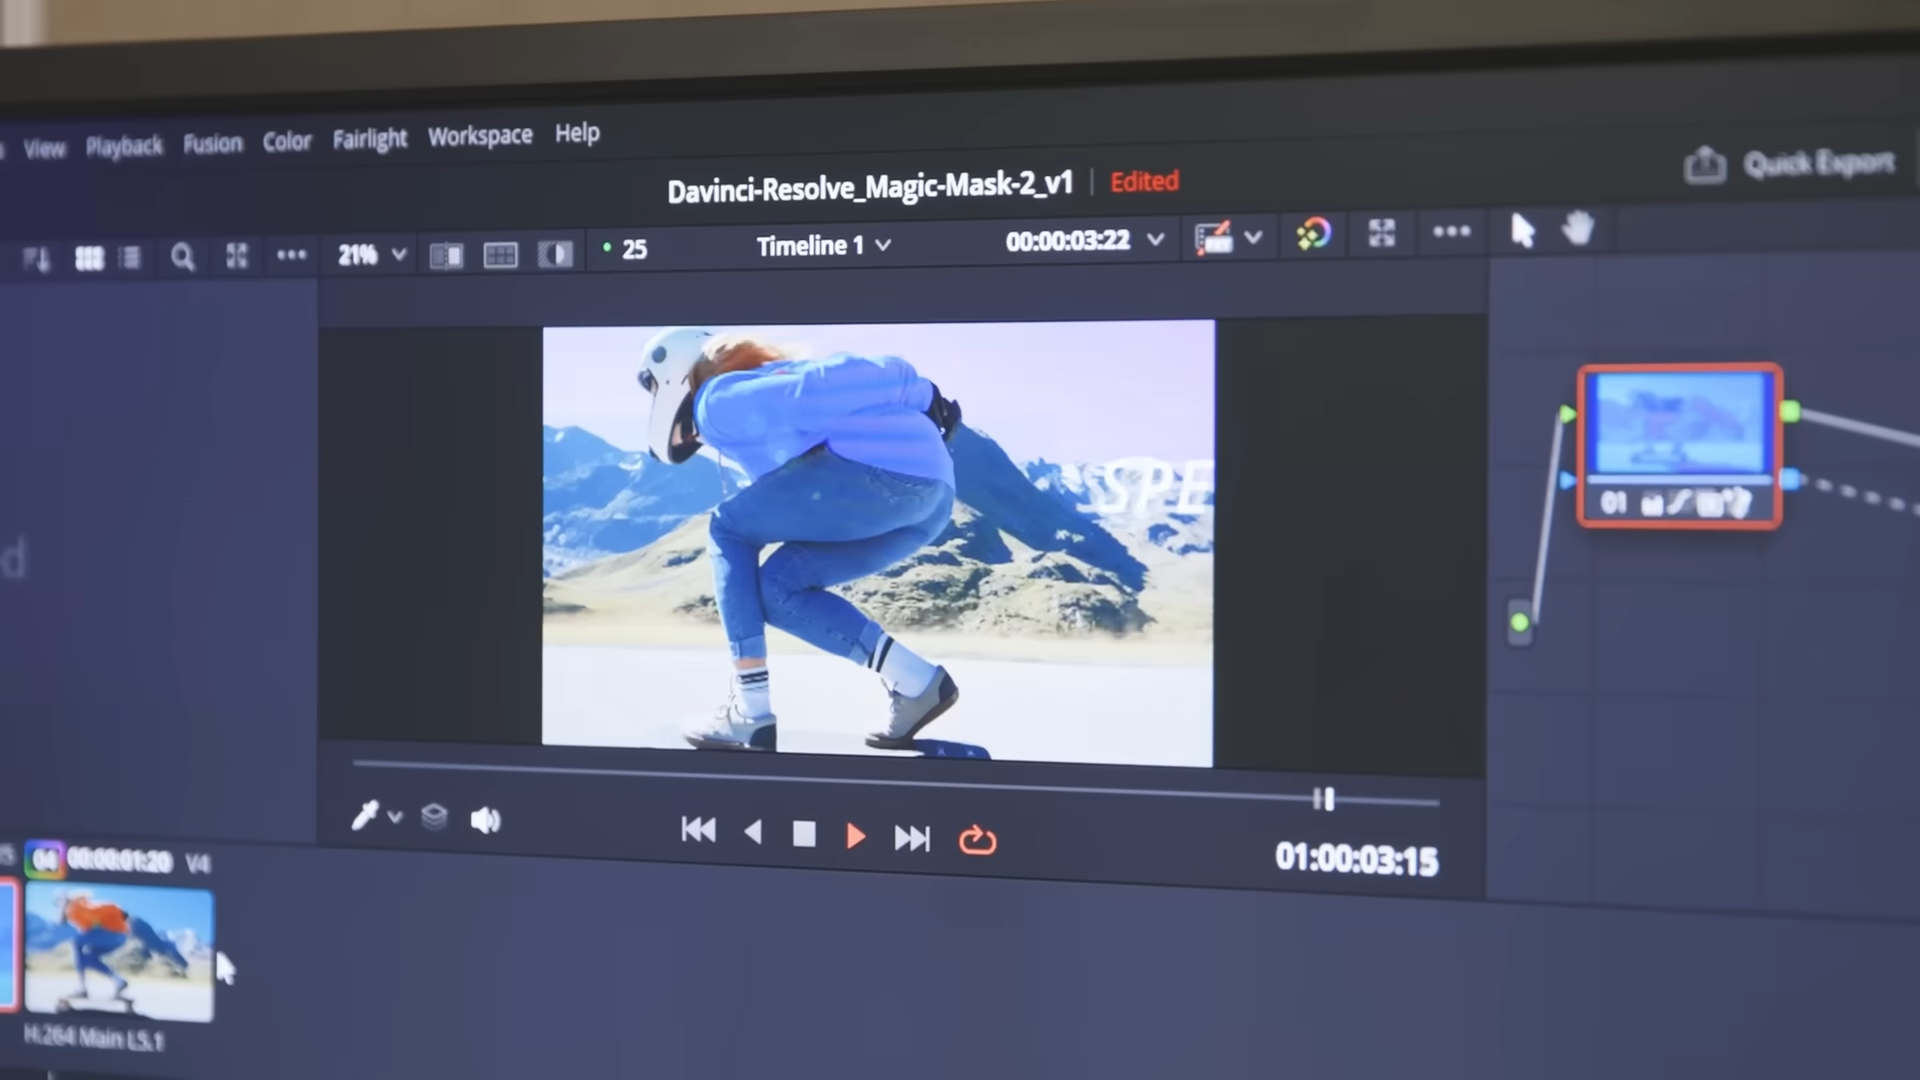 View Playback Fusion Color Fairlight Workspace Help
Quick Export
Davinci-Resolve_Magic-Mask-2_v1 | Edited
21% 25 Timeline 1 00:00:03:22
SPE
01
01:00:03:15
04 00:00:01:20 V4
H.264 Main L5.1